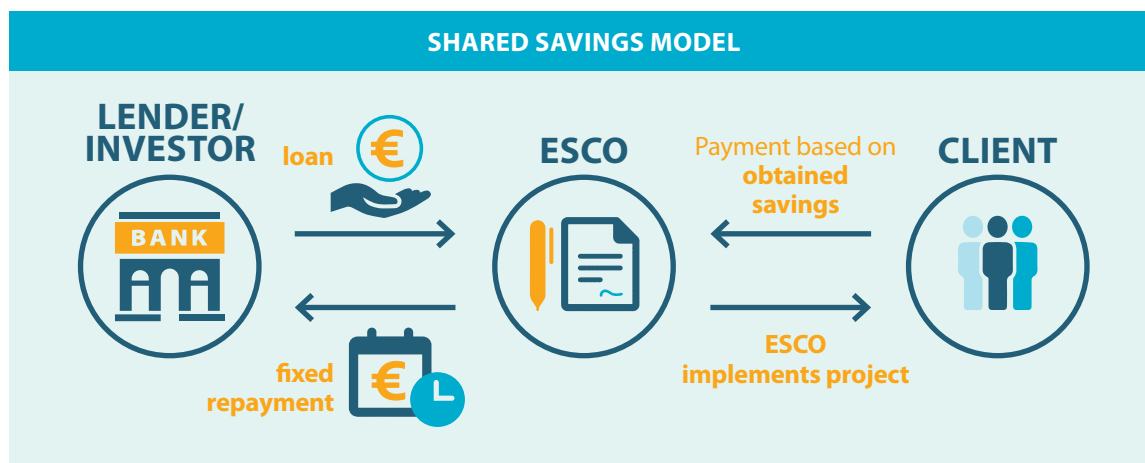 SHARED SAVINGS MODEL
LENDER/
INVESTOR
loan
€
BANK
fixed
repayment
€
ESCO
Payment based on
obtained
savings
ESCO
implements project
CLIENT